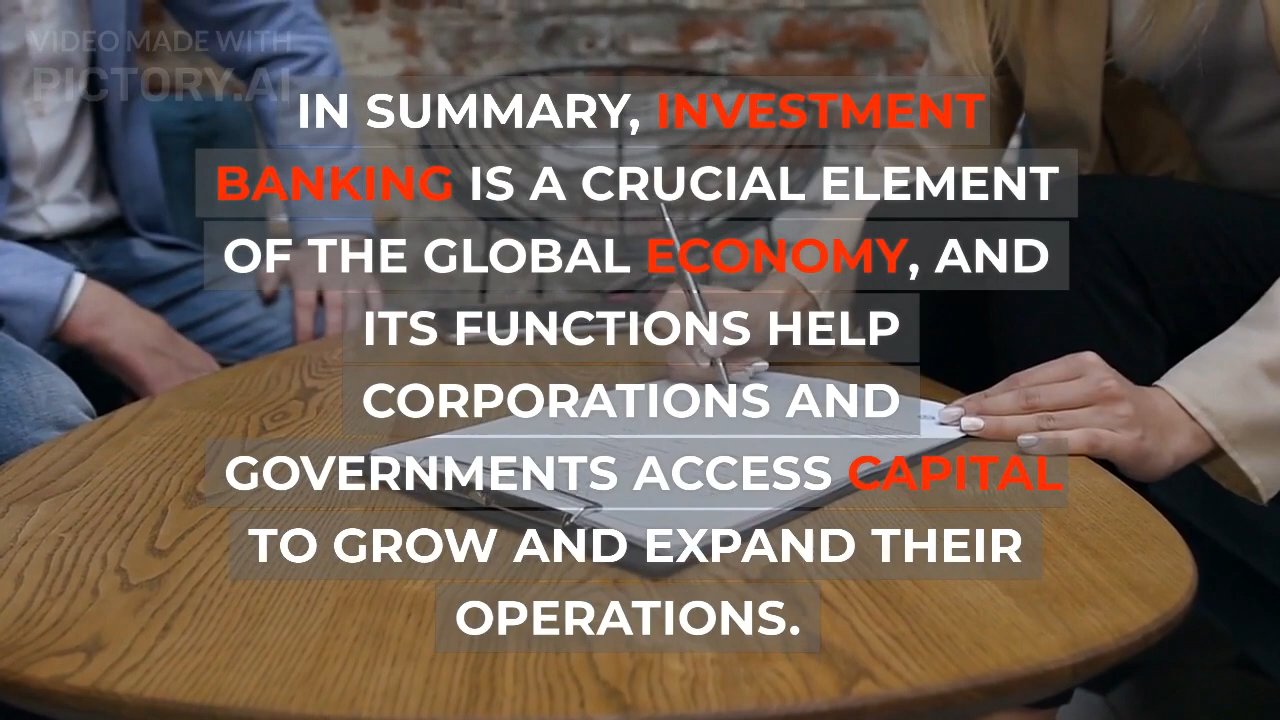 VIDEO MADE WITH
PICTORY.AI
IN SUMMARY, INVESTMENT
BANKING IS A CRUCIAL ELEMENT
OF THE GLOBAL ECONOMY, AND
ITS FUNCTIONS HELP
CORPORATIONS AND
GOVERNMENTS ACCESS CAPITAL
TO GROW AND EXPAND THEIR
OPERATIONS.